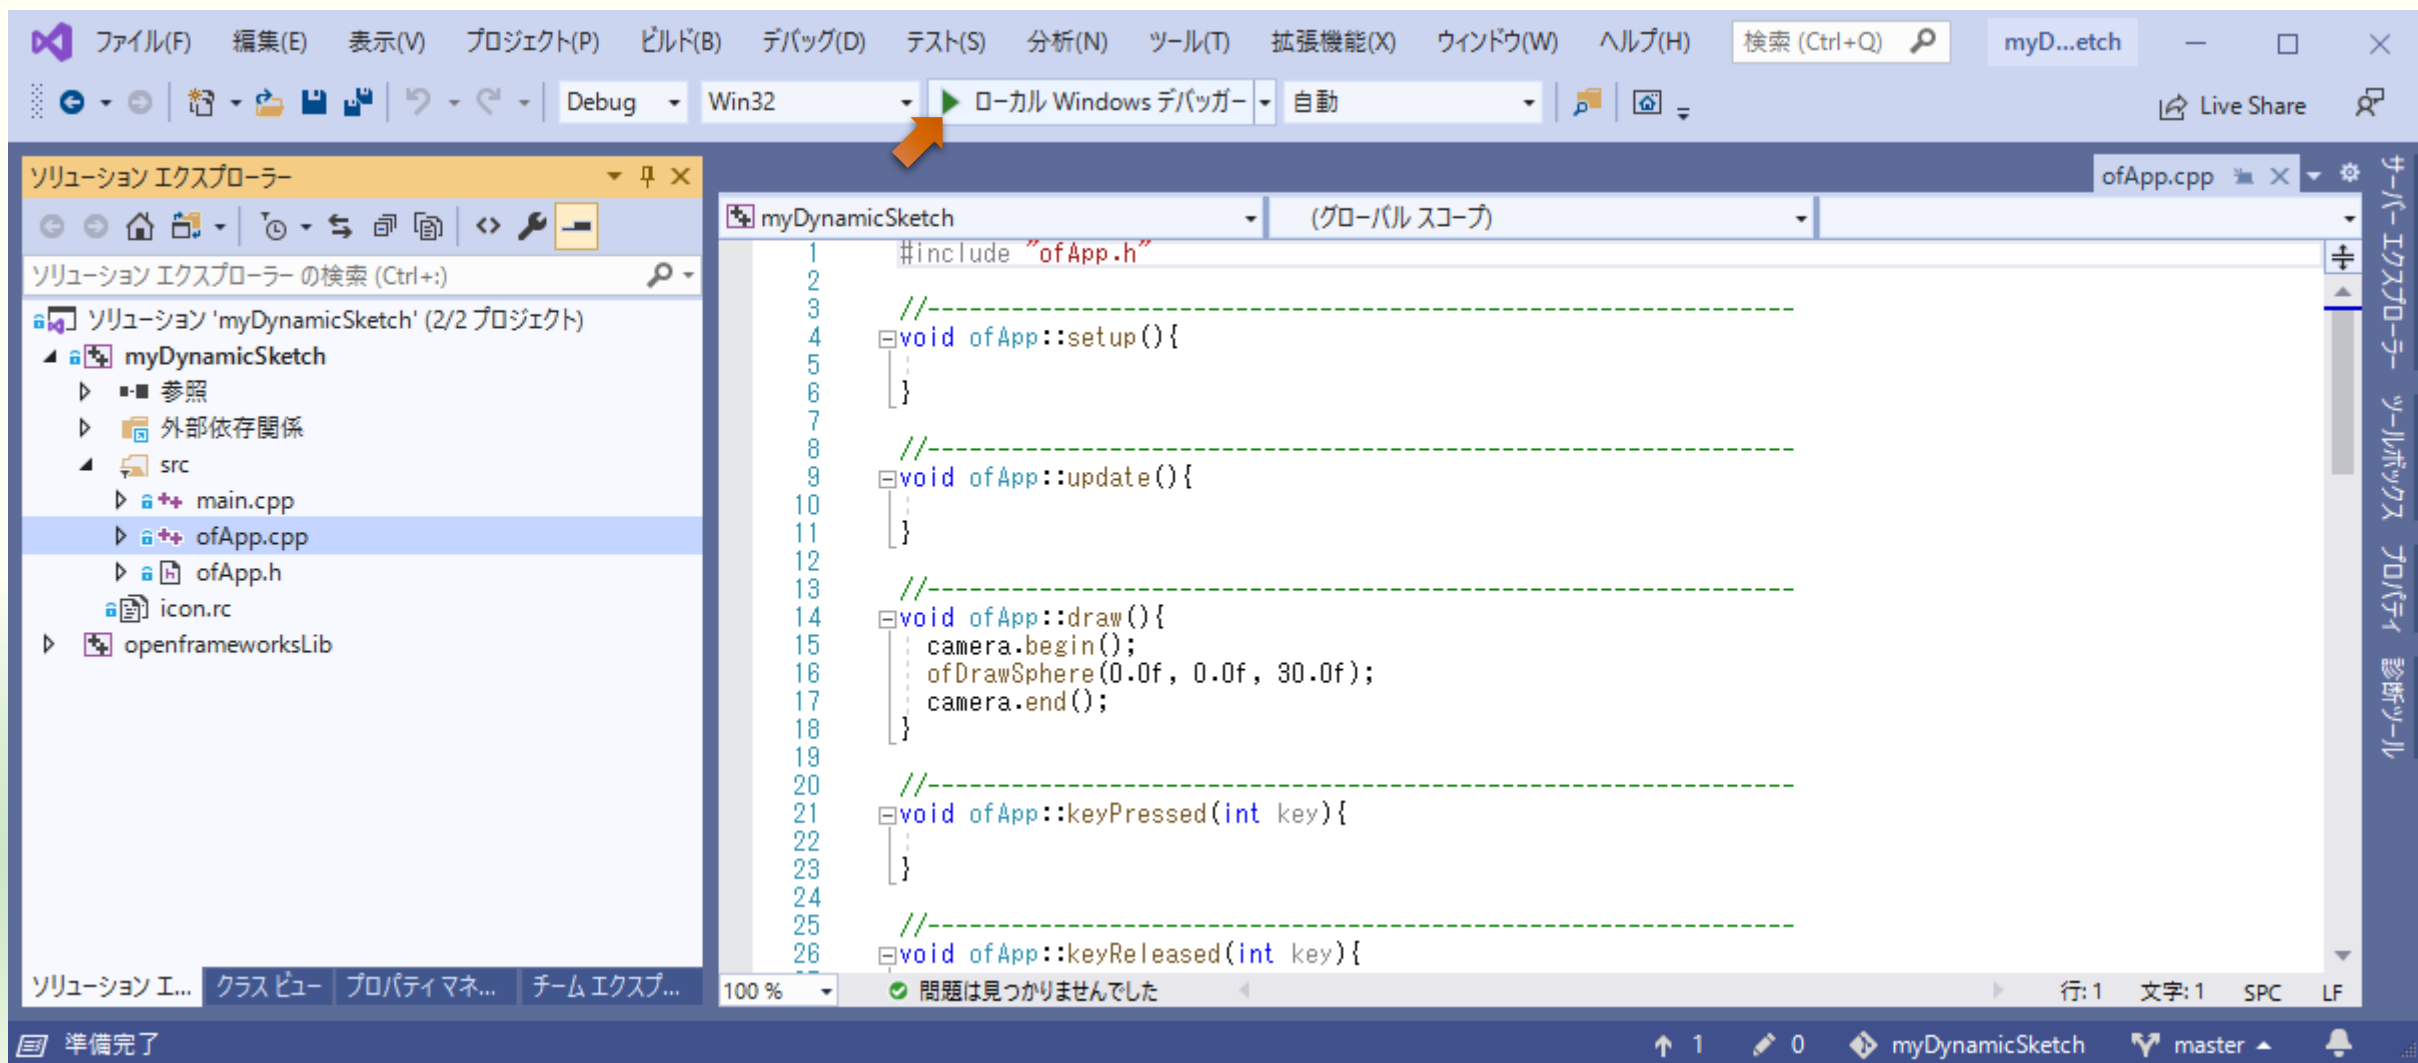 ファイル(F) 編集(E) 表示(V) プロジェクト(P) ビルド(B) デバッグ(D) テスト(S) 分析(N) ツール(T) 拡張機能(X) ウィンドウ(W) ヘルプ(H) 検索 (Ctrl+Q) myD...etch
Debug Win32 ローカル Windows デバッガー 自動 Live Share
ソリューション エクスプローラー
ソリューション エクスプローラー の検索 (Ctrl+:)
ソリューション 'myDynamicSketch' (2/2 プロジェクト)
myDynamicSketch
参照
外部依存関係
src
main.cpp
ofApp.cpp
ofApp.h
icon.rc
openframeworksLib
ソリューション エ... クラス ビュー プロパティ マネ... チーム エクスプ...
ofApp.cpp
myDynamicSketch (グローバル スコープ)
1 #include "ofApp.h"
2
3 //--------------------------------------------------------------
4 void ofApp::setup(){
5
6 }
7
8 //--------------------------------------------------------------
9 void ofApp::update(){
10
11 }
12
13 //--------------------------------------------------------------
14 void ofApp::draw(){
15 camera.begin();
16 ofDrawSphere(0.0f, 0.0f, 30.0f);
17 camera.end();
18 }
19
20 //--------------------------------------------------------------
21 void ofApp::keyPressed(int key){
22
23 }
24
25 //--------------------------------------------------------------
26 void ofApp::keyReleased(int key){
100 % 問題は見つかりませんでした 行: 1 文字: 1 SPC LF
サーバー エクスプローラー
ツールボックス
プロパティ
診断ツール
準備完了 1 0 myDynamicSketch master